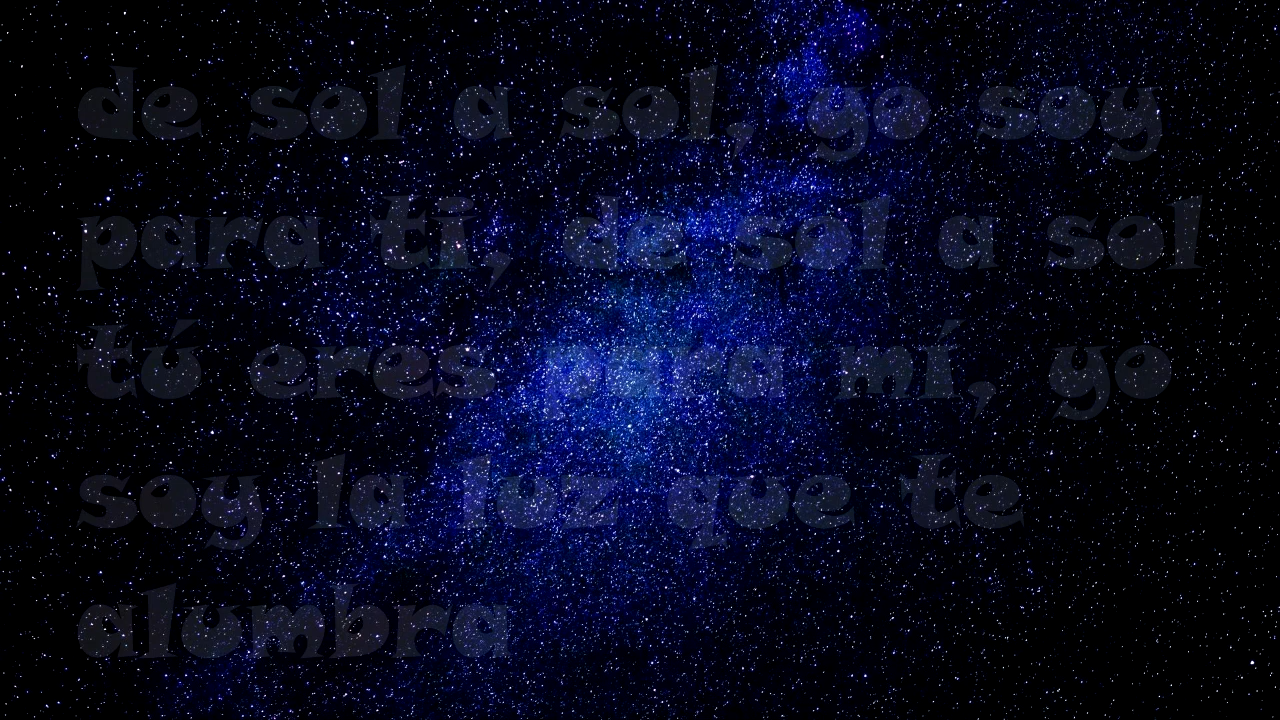 de sol a sol, yo soy
para ti, de sol a sol
tú eres para mí, yo
soy la luz que te
alumbra